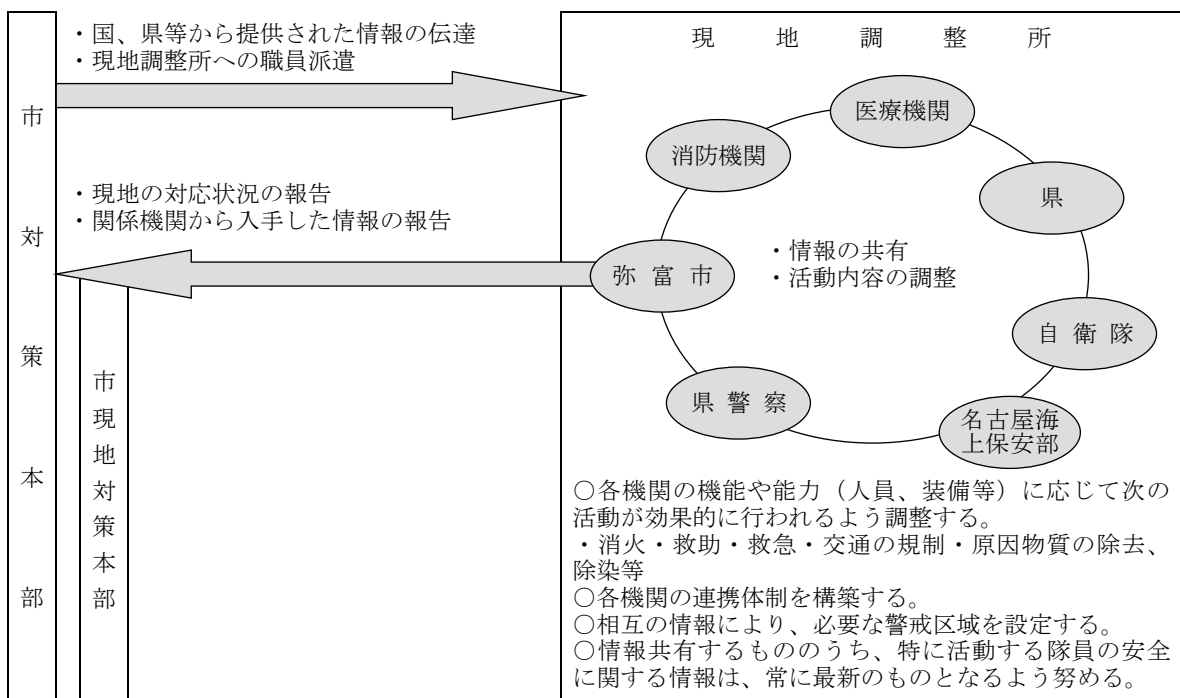 市対策本部
・国、県等から提供された情報の伝達
・現地調整所への職員派遣
・現地の対応状況の報告
・関係機関から入手した情報の報告
市現地対策本部
現地調整所
医療機関
消防機関
県
・情報の共有
・活動内容の調整
弥富市
自衛隊
県警察
名古屋海
上保安部
○各機関の機能や能力（人員、装備等）に応じて次の
活動が効果的に行われるよう調整する。
・消火・救助・救急・交通の規制・原因物質の除去、
除染等
○各機関の連携体制を構築する。
○相互の情報により、必要な警戒区域を設定する。
○情報共有するもののうち、特に活動する隊員の安全
に関する情報は、常に最新のものとなるよう努める。